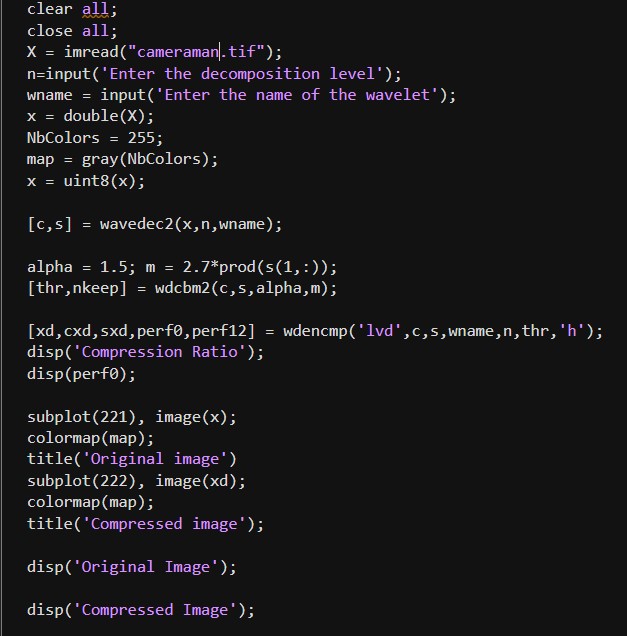 clear all;
close all;
X = imread("cameraman.tif");
n=input('Enter the decomposition level');
wname = input('Enter the name of the wavelet');
x = double(X);
NbColors = 255;
map = gray(NbColors);
x = uint8(x);
[c,s] = wavedec2(x,n,wname);
alpha = 1.5; m = 2.7*prod(s(1,:));
[thr,nkeep] = wdcbm2(c,s,alpha,m);
[xd,cxd,sxd,perf0,perf12] = wdencmp('lvd',c,s,wname,n,thr,'h');
disp('Compression Ratio');
disp(perf0);
subplot(221), image(x);
colormap(map);
title('Original image')
subplot(222), image(xd);
colormap(map);
title('Compressed image');
disp('Original Image');
disp('Compressed Image');